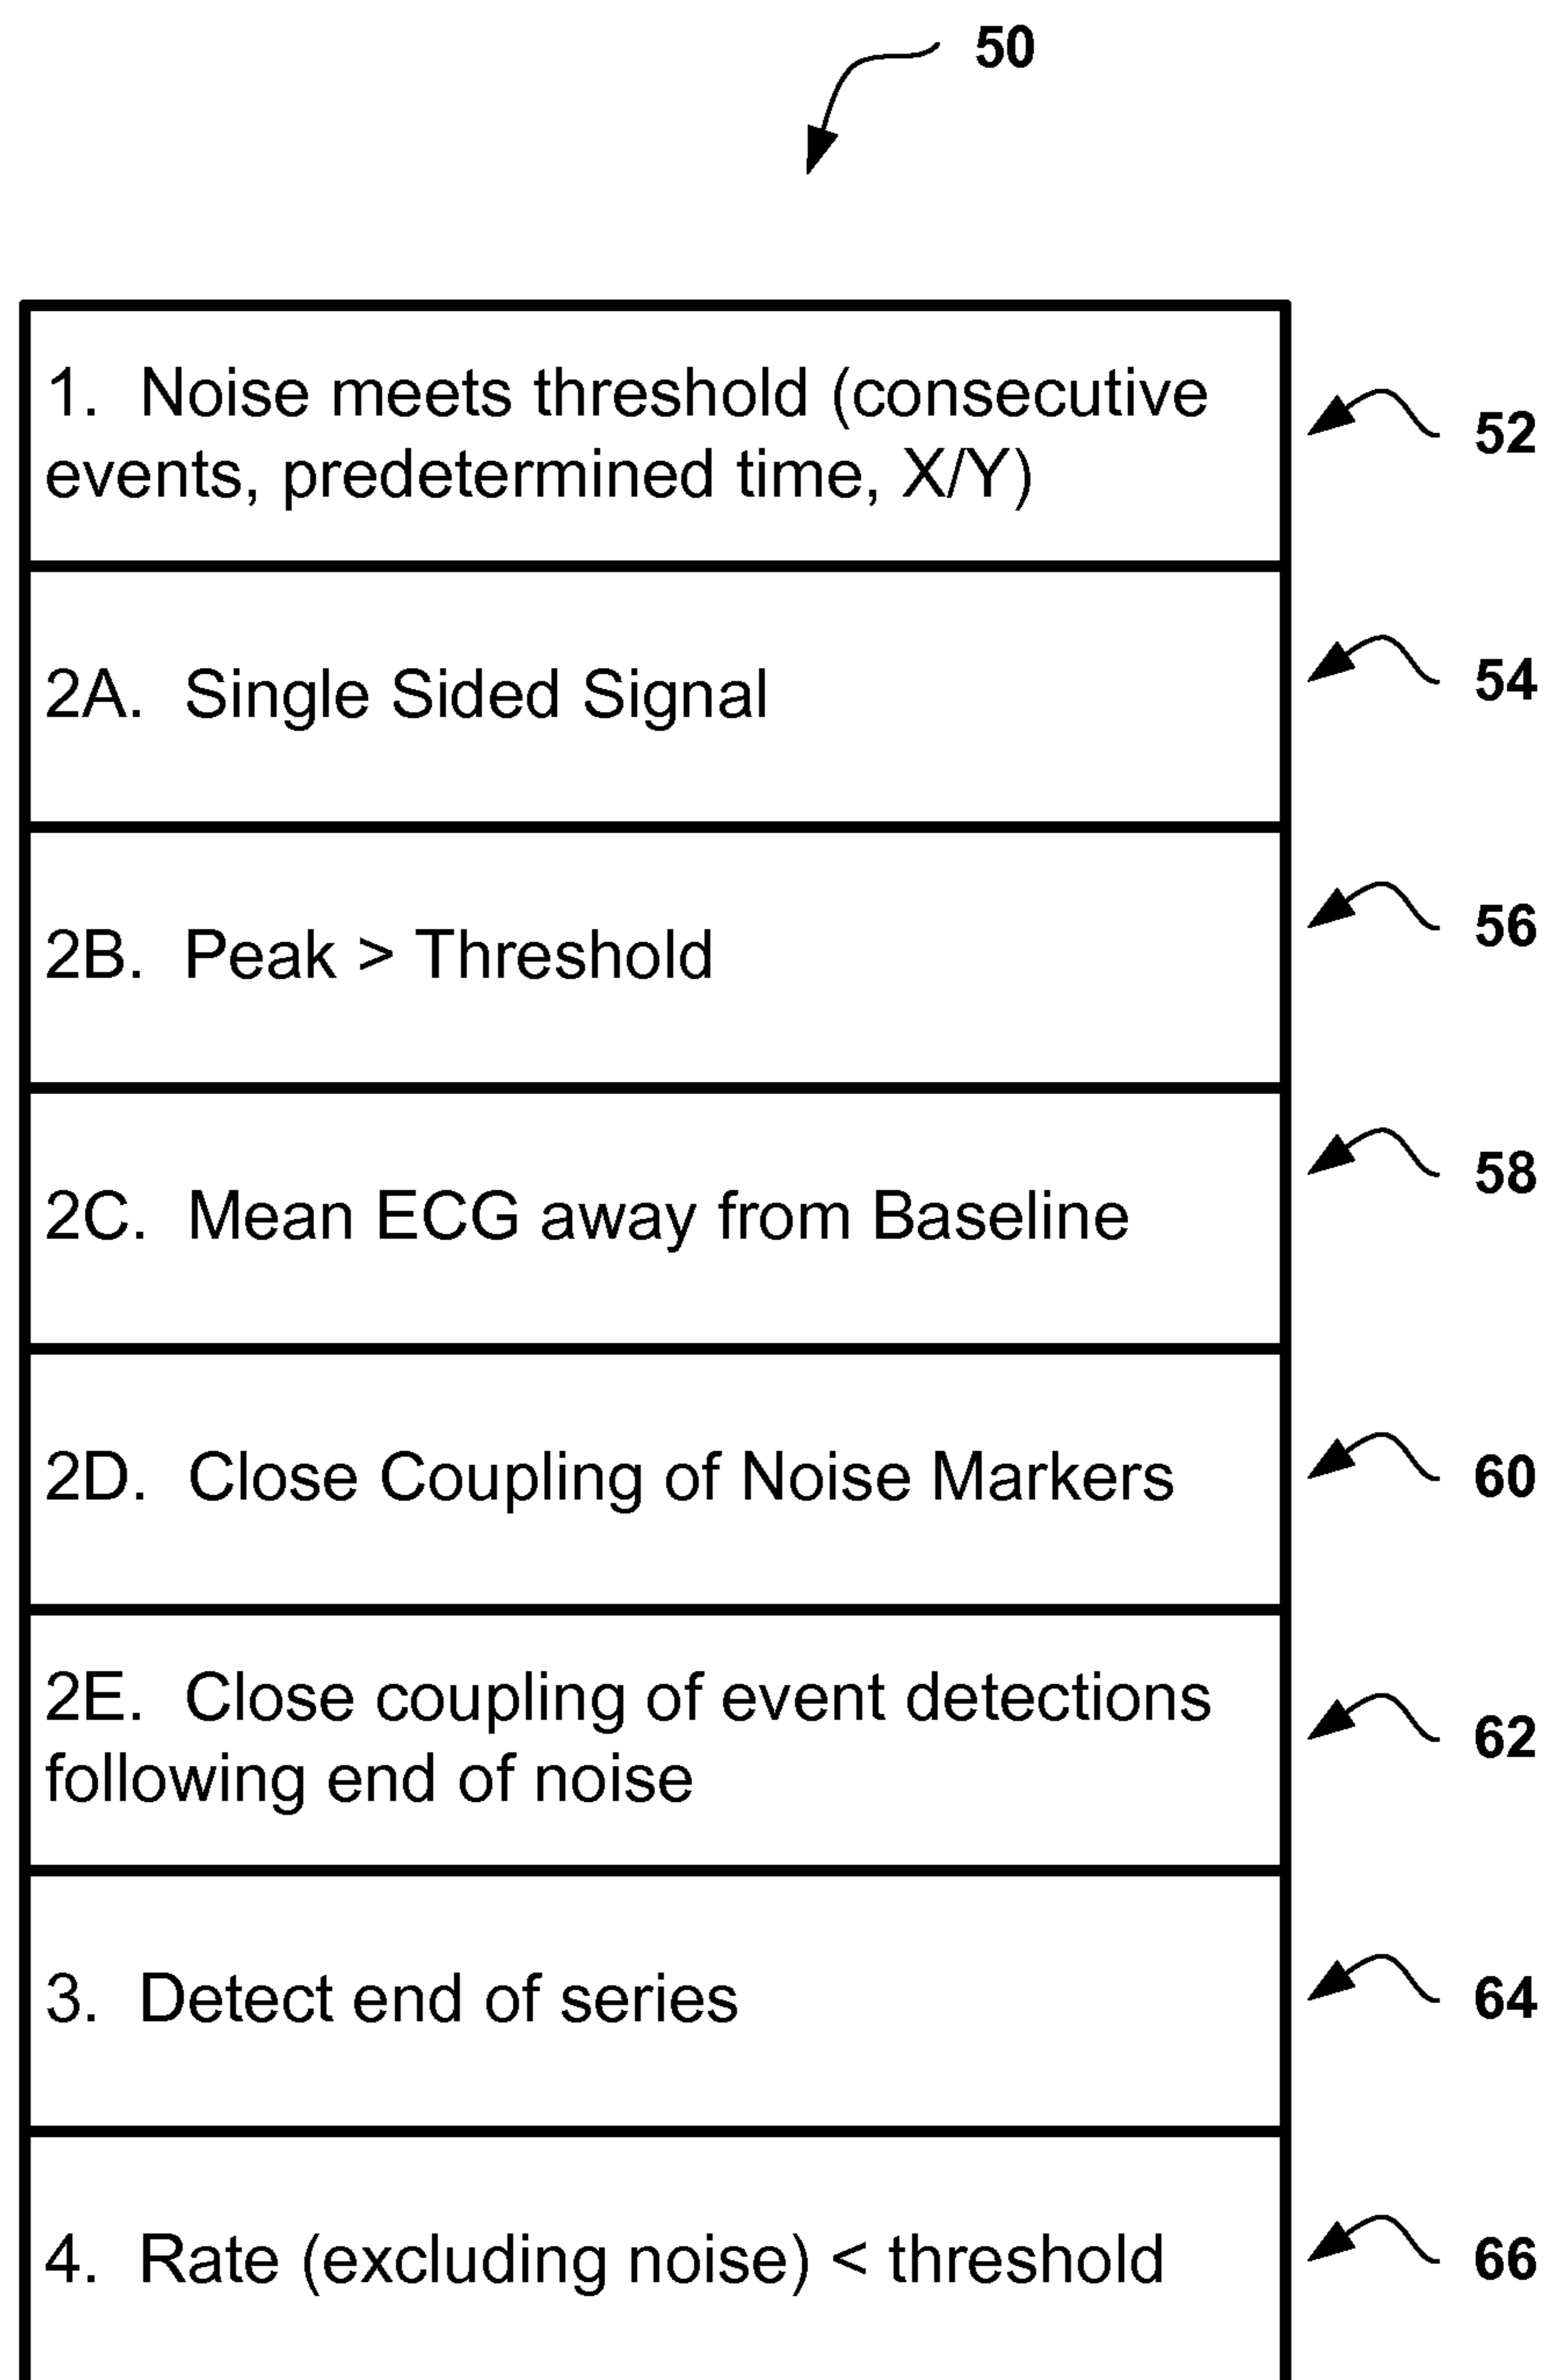 50
1. Noise meets threshold (consecutive
events, predetermined time, X/Y)
52
2A. Single Sided Signal
54
2B. Peak > Threshold
56
2C. Mean ECG away from Baseline
58
2D. Close Coupling of Noise Markers
60
2E. Close coupling of event detections
following end of noise
62
3. Detect end of series
64
4. Rate (excluding noise) < threshold
66